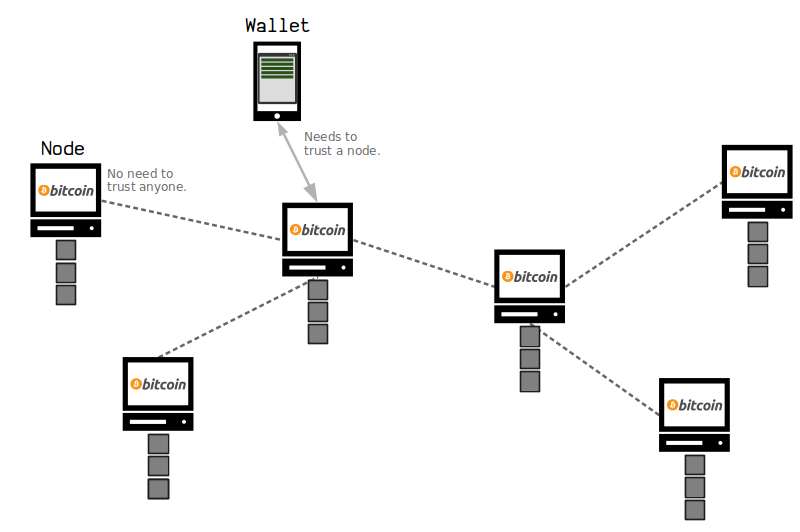 Wallet
Needs to
trust a node.
Node
No need to
trust anyone.
bitcoin
bitcoin
bitcoin
bitcoin
bitcoin
bitcoin